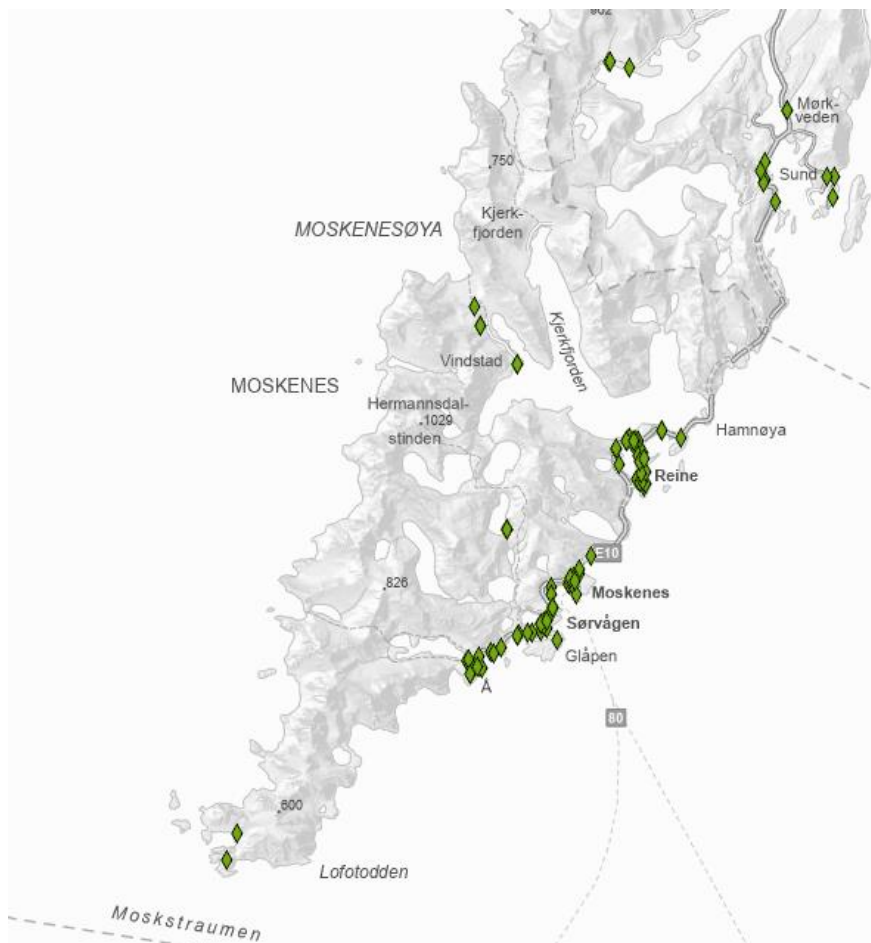 902
Mørk-
veden
750
Sund
Kjerk-
fjorden
MOSKENESØYA
Kjerkfjorden
Vindstad
MOSKENES
Hermannsdal-
1029
stinden
Hamnøya
Reine
E10
826
Moskenes
Sørvågen
Glåpen
Å
80
600
Lofotodden
Moskstraumen